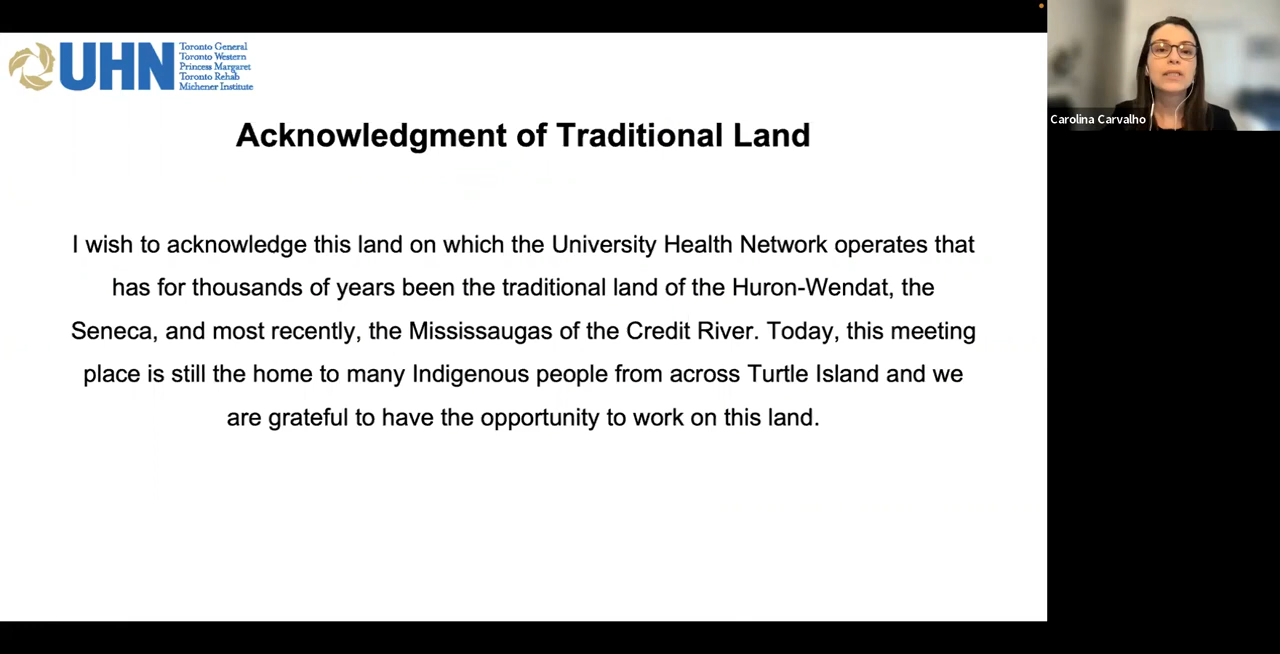 UHN
Toronto General
Toronto Western
Princess Margaret
Toronto Rehab
Michener Institute
Carolina Carvalho
Acknowledgment of Traditional Land
I wish to acknowledge this land on which the University Health Network operates that
has for thousands of years been the traditional land of the Huron-Wendat, the
Seneca, and most recently, the Mississaugas of the Credit River. Today, this meeting
place is still the home to many Indigenous people from across Turtle Island and we
are grateful to have the opportunity to work on this land.